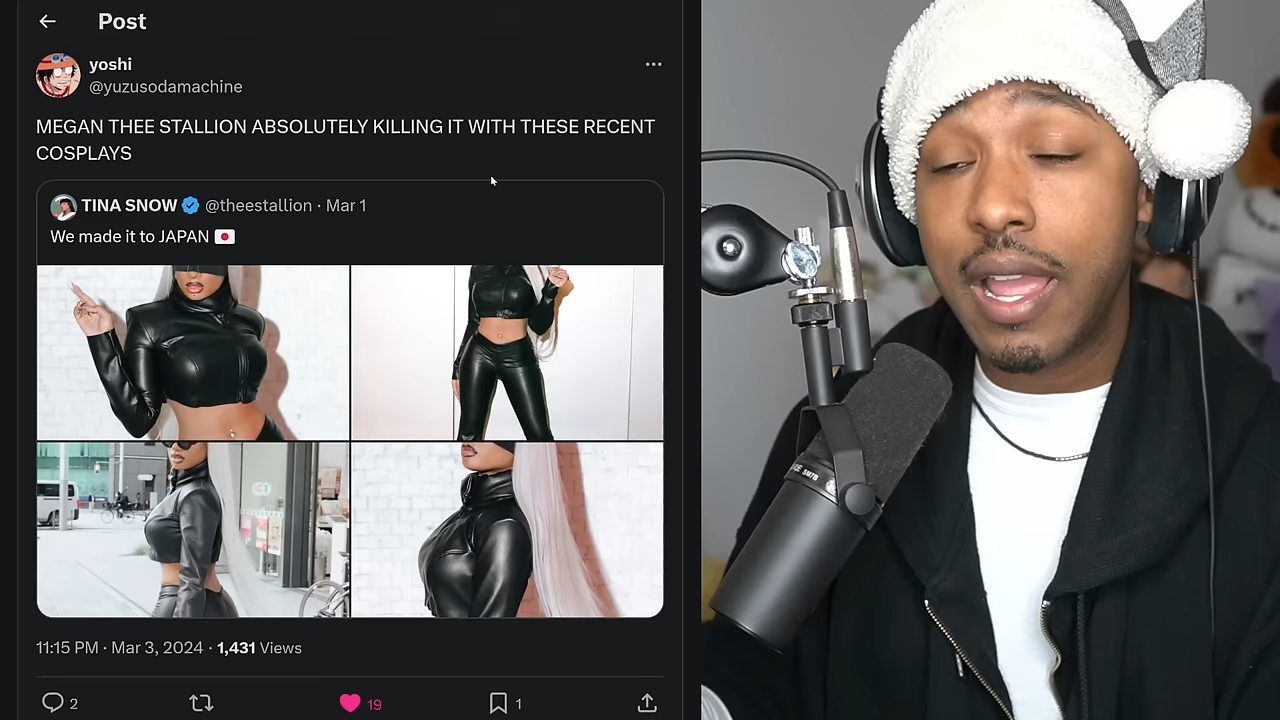 Post
yoshi
@yuzusodamachine
MEGAN THEE STALLION ABSOLUTELY KILLING IT WITH THESE RECENT
COSPLAYS
TINA SNOW @theestallion · Mar 1
We made it to JAPAN 🇯🇵
11:15 PM · Mar 3, 2024 · 1,431 Views
2
19
1
SM7B